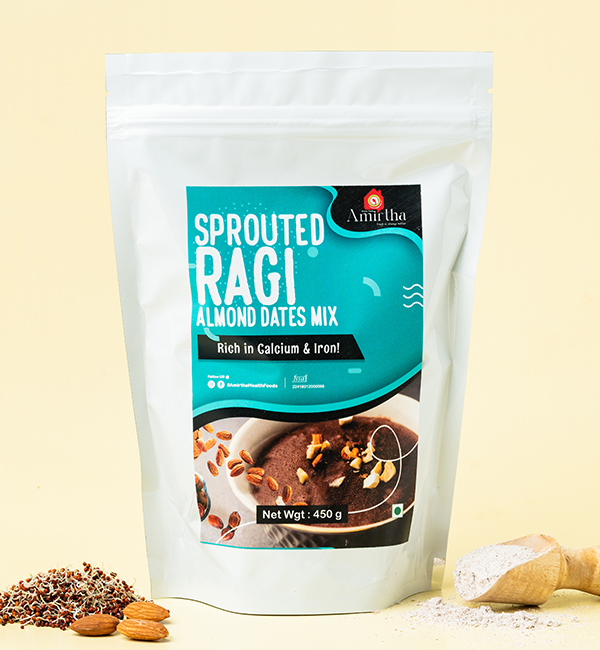 Amirtha
SPROUTED
RAGI
ALMOND DATES MIX
Rich in Calcium & Iron!
Follow US
@AmirthaHealthFoods
fssai
Net Wgt : 450 g